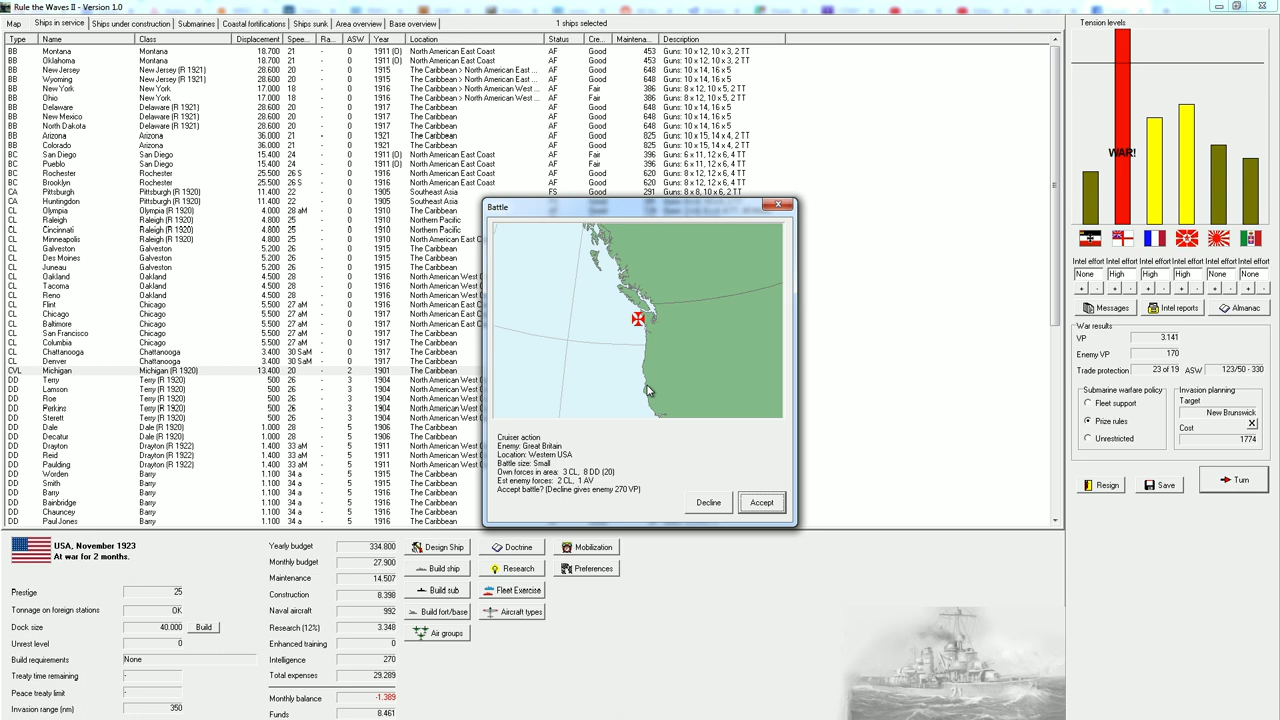 Rule the Waves II - Version 1.0
Map Ships in service Ships under construction Submarines Coastal fortifications Ships sunk Area overview Base overview 1 ships selected
Type Name Class Displacement Spee... Ra... ASW Year Location Status Cre... Maintena... Description
BB Montana Montana 18.700 21 - 0 1911 (O) North American East Coast AF Good 453 Guns: 10 x 12, 10 x 3, 2 TT
BB Oklahoma Montana 18.700 21 - 0 1911 (O) North American East Coast AF Good 453 Guns: 10 x 12, 10 x 3, 2 TT
BB New Jersey New Jersey (R 1921) 28.600 20 - 0 1915 The Caribbean > North American East ... AF Good 648 Guns: 10 x 14, 16 x 5
BB Wyoming New Jersey (R 1921) 28.600 20 - 0 1915 The Caribbean > North American East ... AF Good 648 Guns: 10 x 14, 16 x 5
BB New York New York 17.000 18 - 0 1916 The Caribbean > North American West ... AF Fair 386 Guns: 8 x 12, 10 x 5, 2 TT
BB Ohio New York 17.000 18 - 0 1916 The Caribbean > North American West ... AF Fair 386 Guns: 8 x 12, 10 x 5, 2 TT
BB Delaware Delaware (R 1921) 28.600 20 - 0 1917 The Caribbean AF Good 648 Guns: 10 x 14, 16 x 5
BB New Mexico Delaware (R 1921) 28.600 20 - 0 1917 The Caribbean AF Good 648 Guns: 10 x 14, 16 x 5
BB North Dakota Delaware (R 1921) 28.600 20 - 0 1917 The Caribbean AF Good 648 Guns: 10 x 14, 16 x 5
BB Arizona Arizona 36.000 21 - 0 1921 The Caribbean AF Good 825 Guns: 10 x 15, 14 x 4, 2 TT
BB Colorado Arizona 36.000 21 - 0 1921 The Caribbean AF Good 825 Guns: 10 x 15, 14 x 4, 2 TT
BC San Diego San Diego 15.400 24 - 0 1911 (O) North American East Coast AF Fair 396 Guns: 6 x 11, 12 x 6, 4 TT
BC Pueblo San Diego 15.400 24 - 0 1911 (O) North American East Coast AF Fair 396 Guns: 6 x 11, 12 x 6, 4 TT
BC Rochester Rochester 25.500 26 S - 0 1916 North American East Coast AF Good 620 Guns: 8 x 12, 12 x 6, 2 TT
BC Brooklyn Rochester 25.500 26 S - 0 1916 North American East Coast AF Good 620 Guns: 8 x 12, 12 x 6, 2 TT
CA Pittsburgh Pittsburgh (R 1920) 11.400 22 - 0 1905 Southeast Asia FS Good 291 Guns: 8 x 8, 10 x 6, 2 TT
CA Huntingdon Pittsburgh (R 1920) 11.400 22 - 0 1905 Southeast Asia
CL Olympia Olympia (R 1920) 4.000 28 aM - 0 1910 The Caribbean
CL Raleigh Raleigh (R 1920) 4.800 25 - 0 1910 Northern Pacific
CL Cincinnati Raleigh (R 1920) 4.800 25 - 0 1910 Northern Pacific
CL Minneapolis Raleigh (R 1920) 4.800 25 - 0 1910 North American East C
CL Galveston Galveston 5.200 26 - 0 1915 The Caribbean
CL Des Moines Galveston 5.200 26 - 0 1915 The Caribbean
CL Juneau Galveston 5.200 26 - 0 1915 The Caribbean
CL Oakland Oakland 4.500 28 - 0 1916 North American West C
CL Tacoma Oakland 4.500 28 - 0 1916 North American West C
CL Reno Oakland 4.500 28 - 0 1916 North American West C
CL Flint Chicago 5.500 27 aM - 0 1917 North American East C
CL Chicago Chicago 5.500 27 aM - 0 1917 The Caribbean
CL Baltimore Chicago 5.500 27 aM - 0 1917 North American East C
CL San Francisco Chicago 5.500 27 aM - 0 1917 The Caribbean
CL Columbia Chicago 5.500 27 aM - 0 1917 The Caribbean
CL Chattanooga Chattanooga 3.400 30 SaM - 0 1917 The Caribbean
CL Denver Chattanooga 3.400 30 SaM - 0 1917 The Caribbean
CVL Michigan Michigan (R 1920) 13.400 20 - 2 1901 The Caribbean
DD Terry Terry (R 1920) 500 26 - 3 1904 North American West C
DD Lamson Terry (R 1920) 500 26 - 3 1904 North American West C
DD Roe Terry (R 1920) 500 26 - 3 1904 North American West C
DD Perkins Terry (R 1920) 500 26 - 3 1904 North American West C
DD Sterett Terry (R 1920) 500 26 - 3 1904 North American West C
DD Dale Dale (R 1920) 1.000 28 - 5 1906 The Caribbean
DD Decatur Dale (R 1920) 1.000 28 - 5 1906 The Caribbean
DD Drayton Drayton (R 1922) 1.400 33 aM - 5 1911 North American West C
DD Reid Drayton (R 1922) 1.400 33 aM - 5 1911 North American West C
DD Paulding Drayton (R 1922) 1.400 33 aM - 5 1911 North American West C
DD Worden Barry 1.100 34 a - 5 1914 The Caribbean
DD Smith Barry 1.100 34 a - 5 1914 The Caribbean
DD Barry Barry 1.100 34 a - 5 1914 The Caribbean
DD Bainbridge Barry 1.100 34 a - 5 1914 The Caribbean
DD Chauncey Barry 1.100 34 a - 5 1914 The Caribbean
DD Paul Jones Barry 1.100 34 a - 5 1914 The Caribbean
Battle
Cruiser action
Enemy: Great Britain
Location: Western USA
Battle size: Small
Own forces in area: 3 CL, 8 DD (20)
Est enemy forces: 2 CL, 1 AV
Accept battle? (Decline gives enemy 270 VP)
Decline Accept
Tension levels
WAR!
Intel effort Intel effort Intel effort Intel effort Intel effort Intel effort
None High High High None None
+ - + - + - + - + - + -
Messages Intel reports Almanac
War results
VP 3.141
Enemy VP 170
Trade protection 23 of 19 ASW 123/50 - 330
Submarine warfare policy
Fleet support
Prize rules
Unrestricted
Invasion planning
Target
New Brunswick
Cost X
1774
Resign Save Turn
USA, November 1923
At war for 2 months.
Prestige 25
Tonnage on foreign stations OK
Dock size 40.000 Build
Unrest level 0
Build requirements None
Treaty time remaining -
Peace treaty limit -
Invasion range (nm) 350
Yearly budget 334.800
Monthly budget 27.900
Maintenance 14.507
Construction 8.398
Naval aircraft 992
Research (12%) 3.348
Enhanced training 0
Intelligence 270
Total expenses 29.289
Monthly balance -1.389
Funds 8.461
Design Ship Doctrine Mobilization
Build ship Research Preferences
Build sub Fleet Exercise
Build fort/base Aircraft types
Air groups